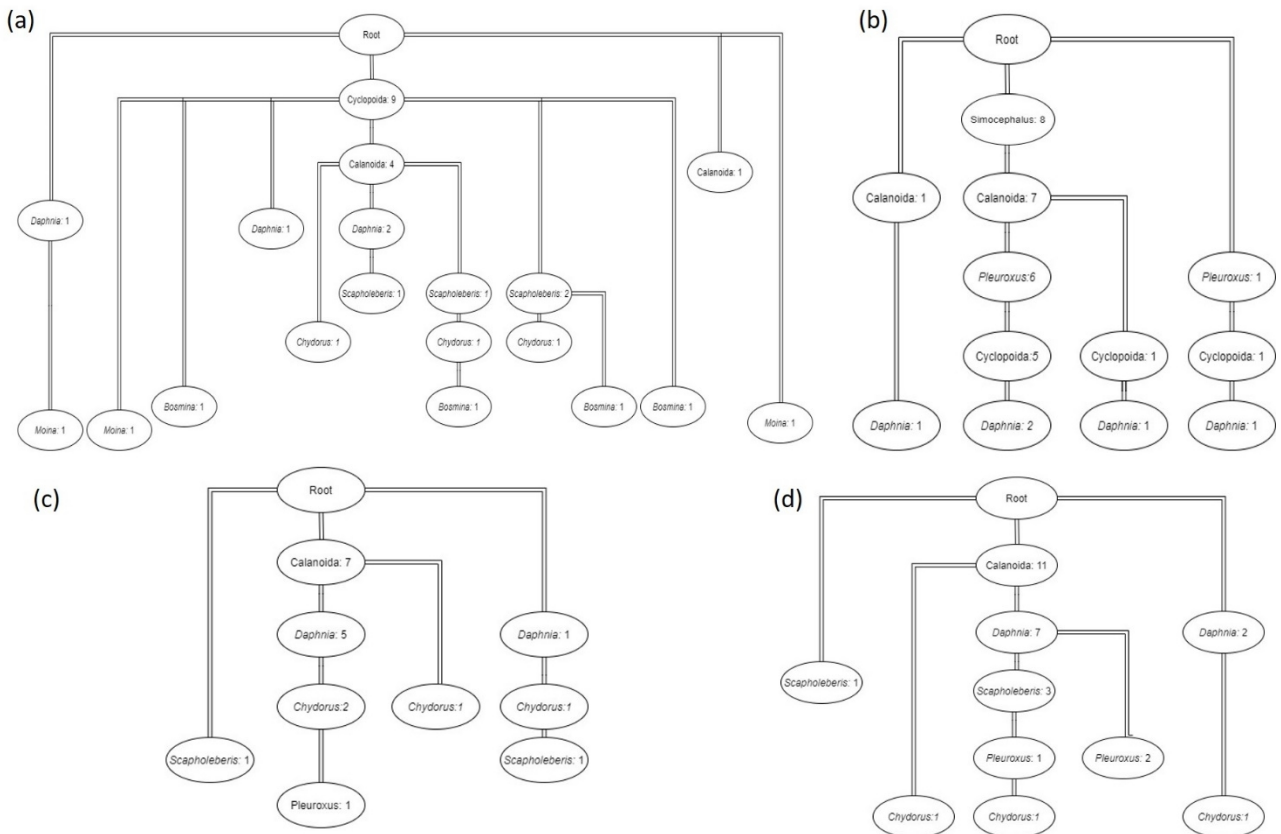 (a)
Root
Cyclopoida: 9
Calanoida: 4
Calanoida: 1
Daphnia: 1
Daphnia: 1
Daphnia: 2
Scapholeberis: 1
Scapholeberis: 1
Scapholeberis: 2
Chydorus: 1
Chydorus: 1
Chydorus: 1
Bosmina: 1
Bosmina: 1
Bosmina: 1
Bosmina: 1
Moina: 1
Moina: 1
Moina: 1
(b)
Root
Simocephalus: 8
Calanoida: 1
Calanoida: 7
Pleuroxus:6
Pleuroxus: 1
Cyclopoida:5
Cyclopoida: 1
Cyclopoida: 1
Daphnia: 1
Daphnia: 2
Daphnia: 1
Daphnia: 1
(c)
Root
Calanoida: 7
Daphnia: 5
Daphnia: 1
Chydorus:2
Chydorus:1
Chydorus:1
Scapholeberis: 1
Scapholeberis: 1
Pleuroxus: 1
(d)
Root
Calanoida: 11
Daphnia: 7
Daphnia: 2
Scapholeberis: 1
Scapholeberis: 3
Pleuroxus: 1
Pleuroxus: 2
Chydorus:1
Chydorus:1
Chydorus:1